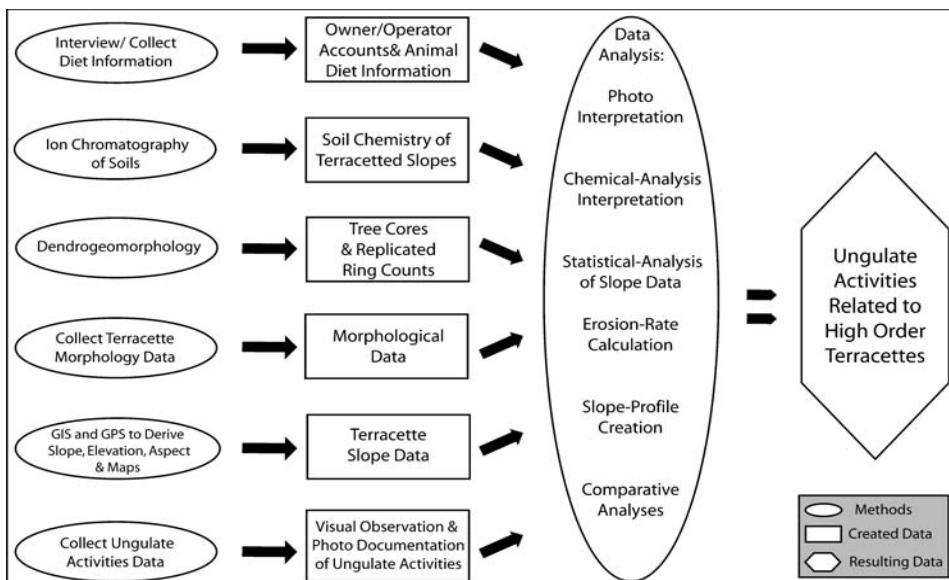 Interview/ Collect
Diet Information
Owner/Operator
Accounts& Animal
Diet Information
Ion Chromatography
of Soils
Soil Chemistry of
Terracetted Slopes
Dendrogeomorphology
Tree Cores
& Replicated
Ring Counts
Collect Terracette
Morphology Data
Morphological
Data
GIS and GPS to Derive
Slope, Elevation, Aspect
& Maps
Terracette
Slope Data
Collect Ungulate
Activities Data
Visual Observation &
Photo Documentation
of Ungulate Activities
Data
Analysis:
Photo
Interpretation
Chemical-Analysis
Interpretation
Statistical-Analysis
of Slope Data
Erosion-Rate
Calculation
Slope-Profile
Creation
Comparative
Analyses
Ungulate
Activities
Related to
High Order
Terracettes
Methods
Created Data
Resulting Data